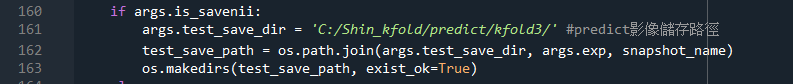 160 if args.is_savenii:
161 args.test_save_dir = 'C:/Shin_kfold/predict/kfold3/' #predict影像儲存路徑
162 test_save_path = os.path.join(args.test_save_dir, args.exp, snapshot_name)
163 os.makedirs(test_save_path, exist_ok=True)